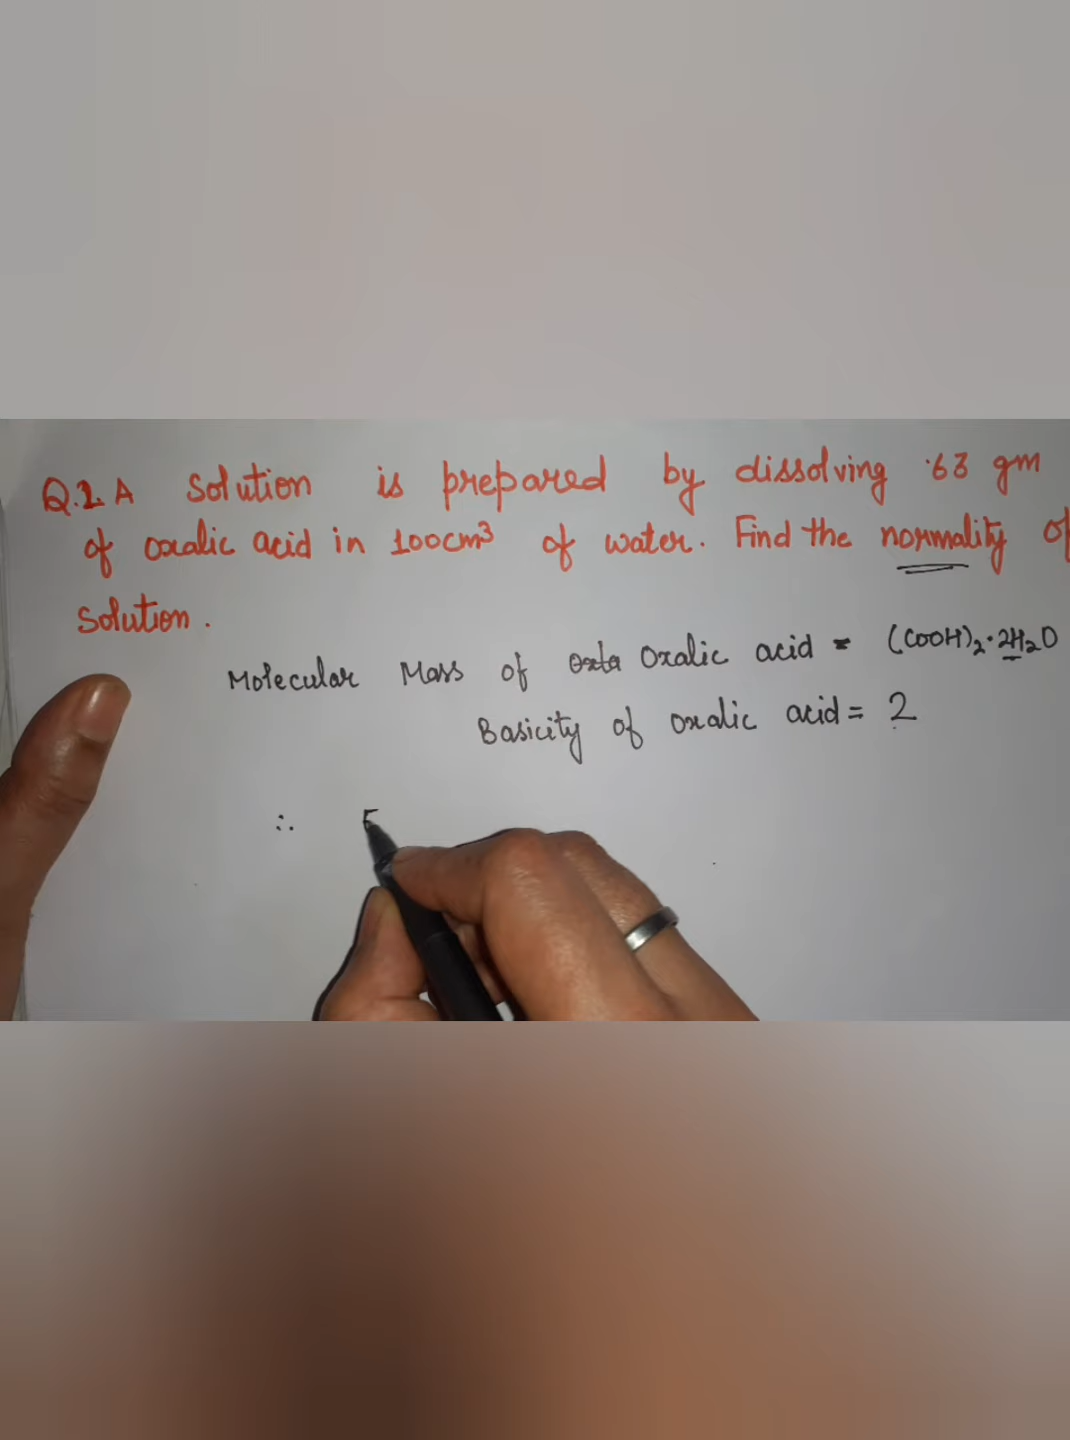 Q.1. A Solution is prepared by dissolving .63 gm
of oxalic acid in 100cm³ of water. Find the normality of
Solution.
Molecular Mass of Oxalic acid = (COOH)₂·2H₂O
Basicity of oxalic acid = 2
∴